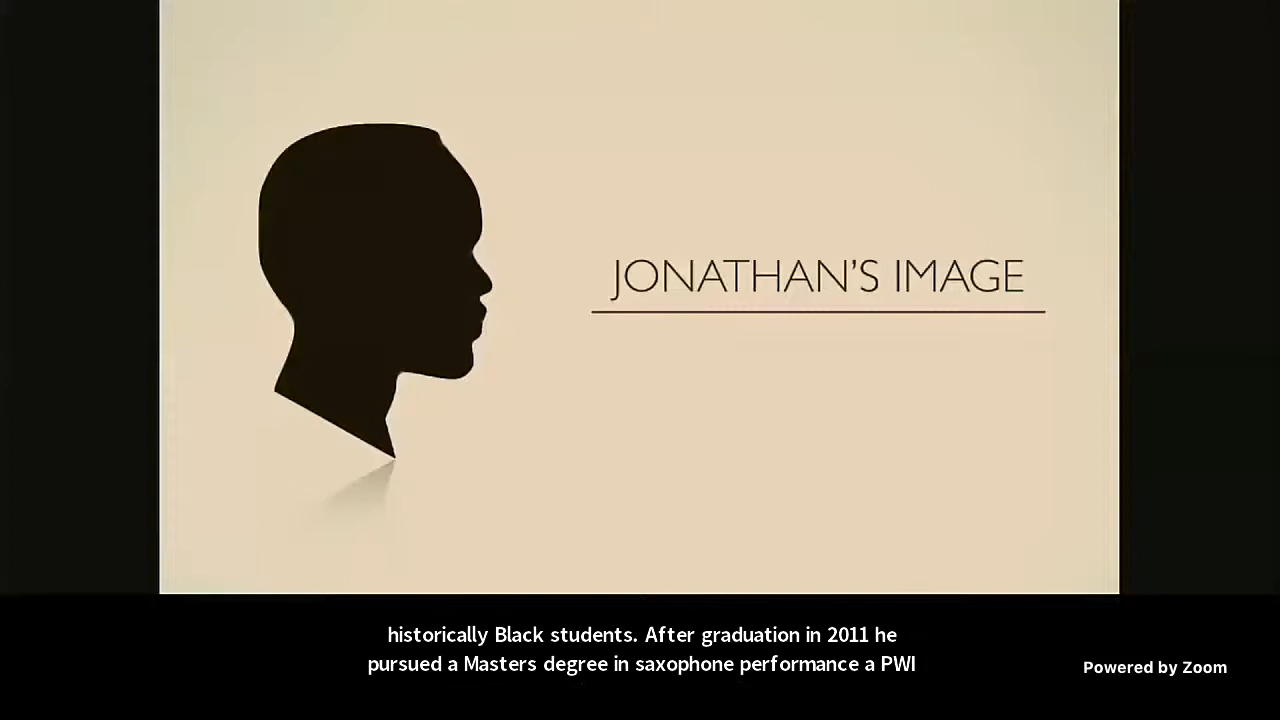 JONATHAN'S IMAGE
historically Black students. After graduation in 2011 he
pursued a Masters degree in saxophone performance a PWI
Powered by Zoom